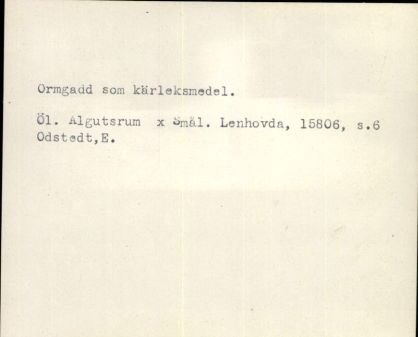 Ormgadd som kärleksmedel.
Öl. Algutsrum x Smål. Lenhovda, 15806, s.6
Odstedt,E.